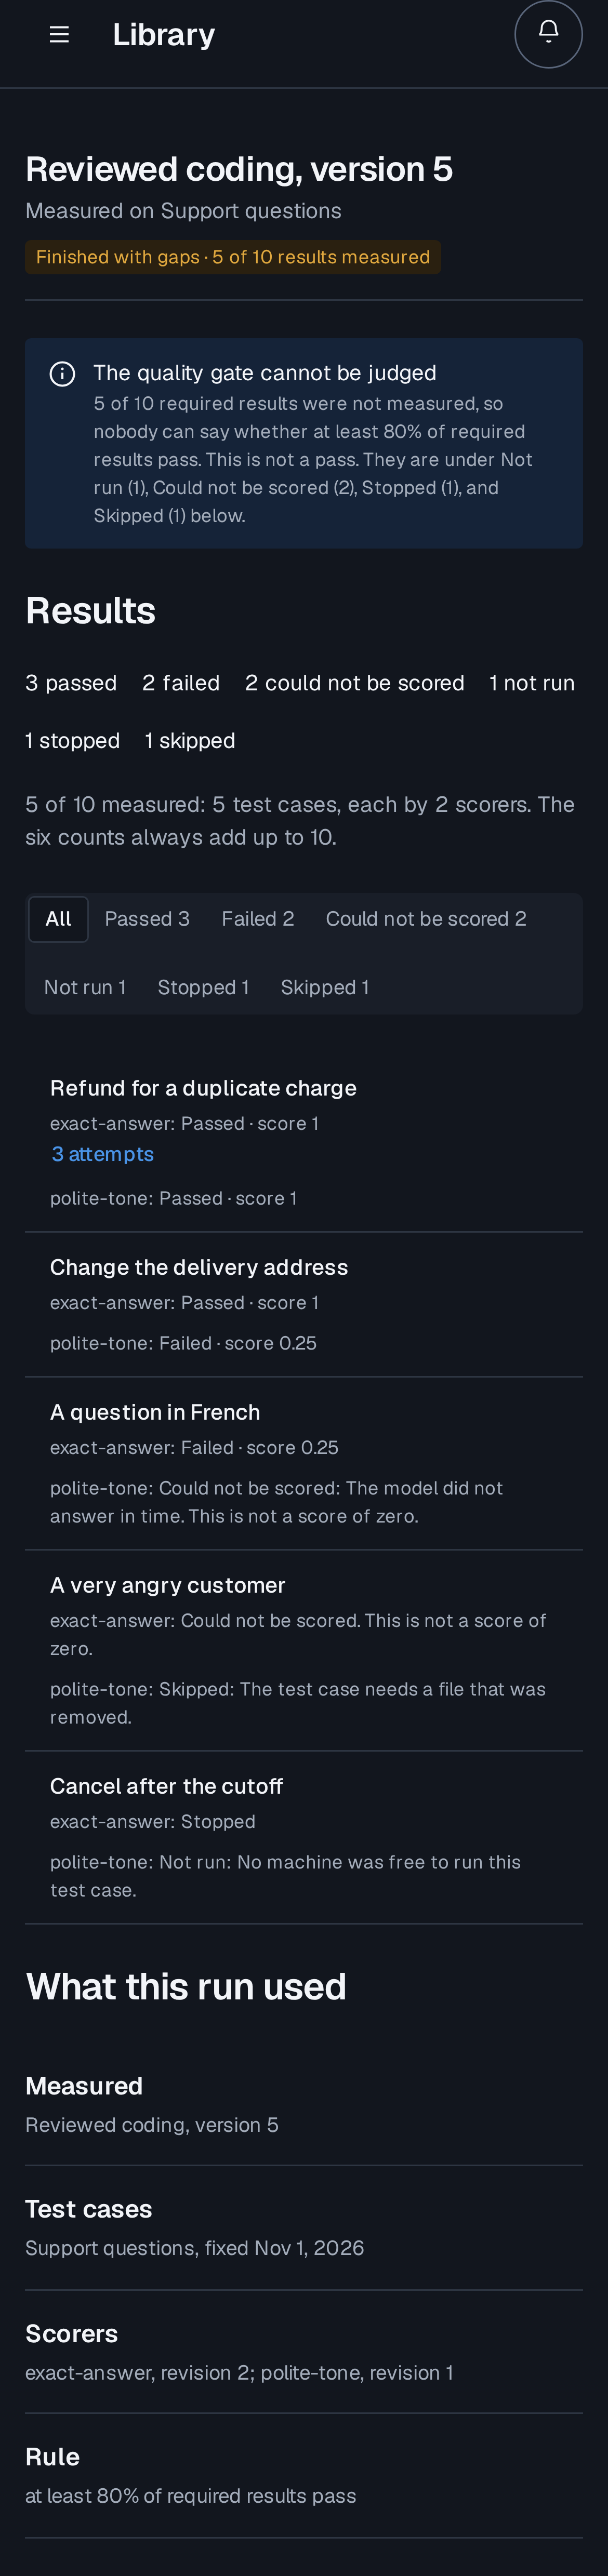 Library
Reviewed coding, version 5
Measured on Support questions
Finished with gaps · 5 of 10 results measured
The quality gate cannot be judged
5 of 10 required results were not measured, so
nobody can say whether at least 80% of required
results pass. This is not a pass. They are under Not
run (1), Could not be scored (2), Stopped (1), and
Skipped (1) below.
Results
3 passed 2 failed 2 could not be scored 1 not run
1 stopped 1 skipped
5 of 10 measured: 5 test cases, each by 2 scorers. The
six counts always add up to 10.
All Passed 3 Failed 2 Could not be scored 2
Not run 1 Stopped 1 Skipped 1
Refund for a duplicate charge
exact-answer: Passed · score 1
3 attempts
polite-tone: Passed · score 1
Change the delivery address
exact-answer: Passed · score 1
polite-tone: Failed · score 0.25
A question in French
exact-answer: Failed · score 0.25
polite-tone: Could not be scored: The model did not
answer in time. This is not a score of zero.
A very angry customer
exact-answer: Could not be scored. This is not a score of
zero.
polite-tone: Skipped: The test case needs a file that was
removed.
Cancel after the cutoff
exact-answer: Stopped
polite-tone: Not run: No machine was free to run this
test case.
What this run used
Measured
Reviewed coding, version 5
Test cases
Support questions, fixed Nov 1, 2026
Scorers
exact-answer, revision 2; polite-tone, revision 1
Rule
at least 80% of required results pass